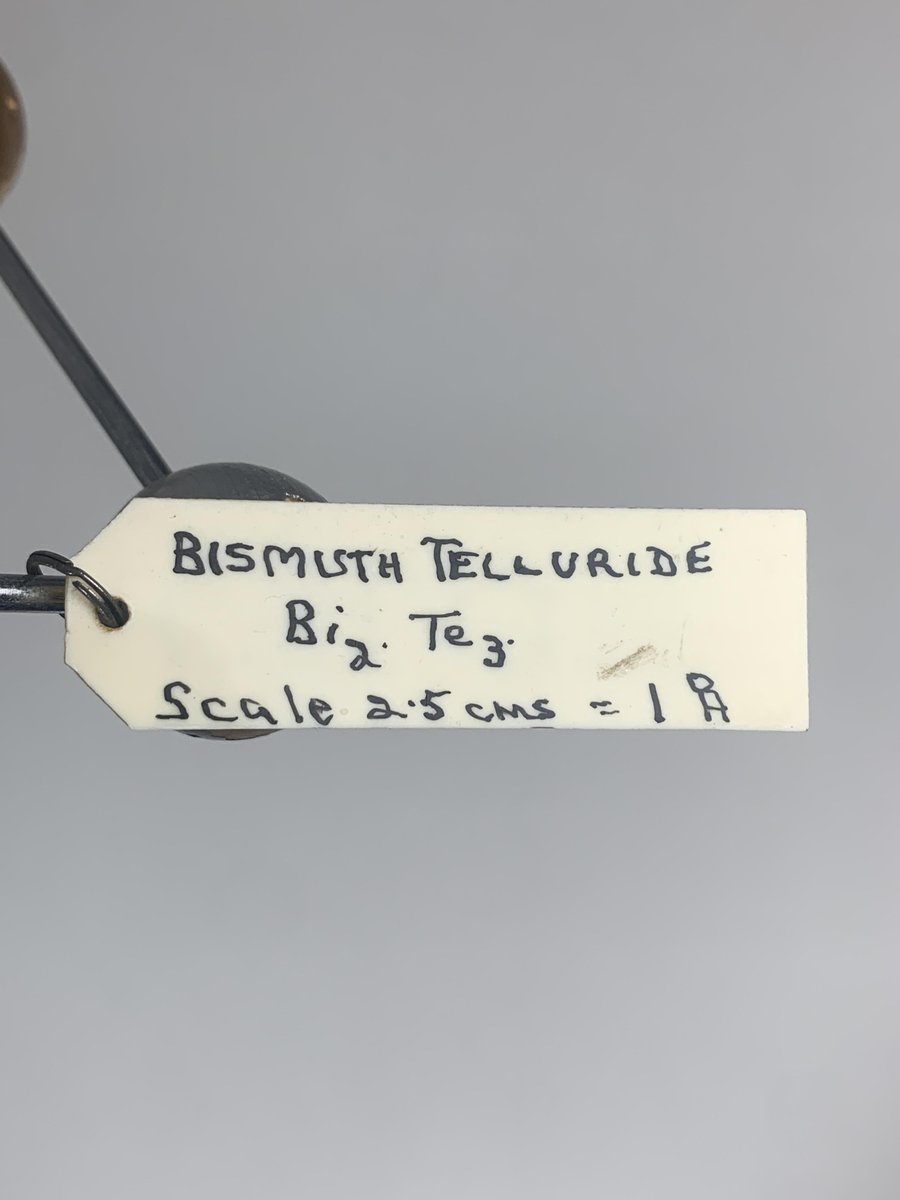 BISMUTH TELLURIDE
Bi₂. Te₃.
Scale 2.5 cms = 1 Å